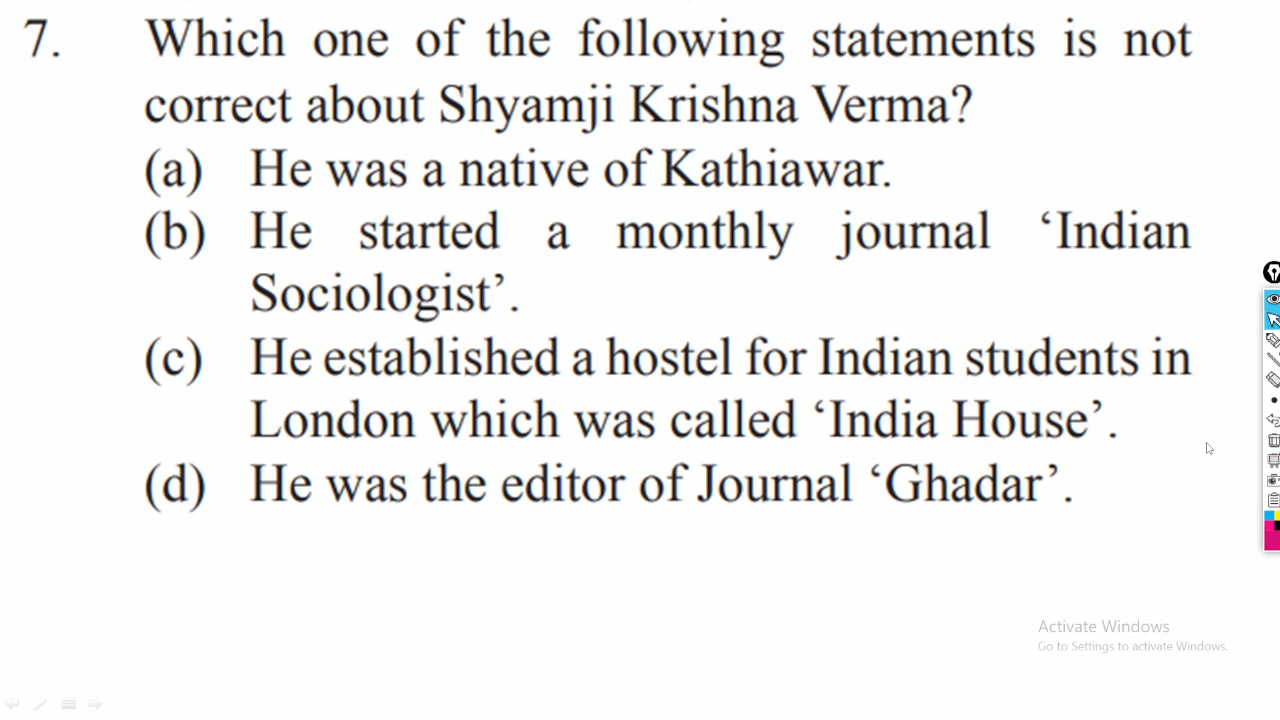 7. Which one of the following statements is not
correct about Shyamji Krishna Verma?
(a) He was a native of Kathiawar.
(b) He started a monthly journal ‘Indian
Sociologist’.
(c) He established a hostel for Indian students in
London which was called ‘India House’.
(d) He was the editor of Journal ‘Ghadar’.
Activate Windows
Go to Settings to activate Windows.